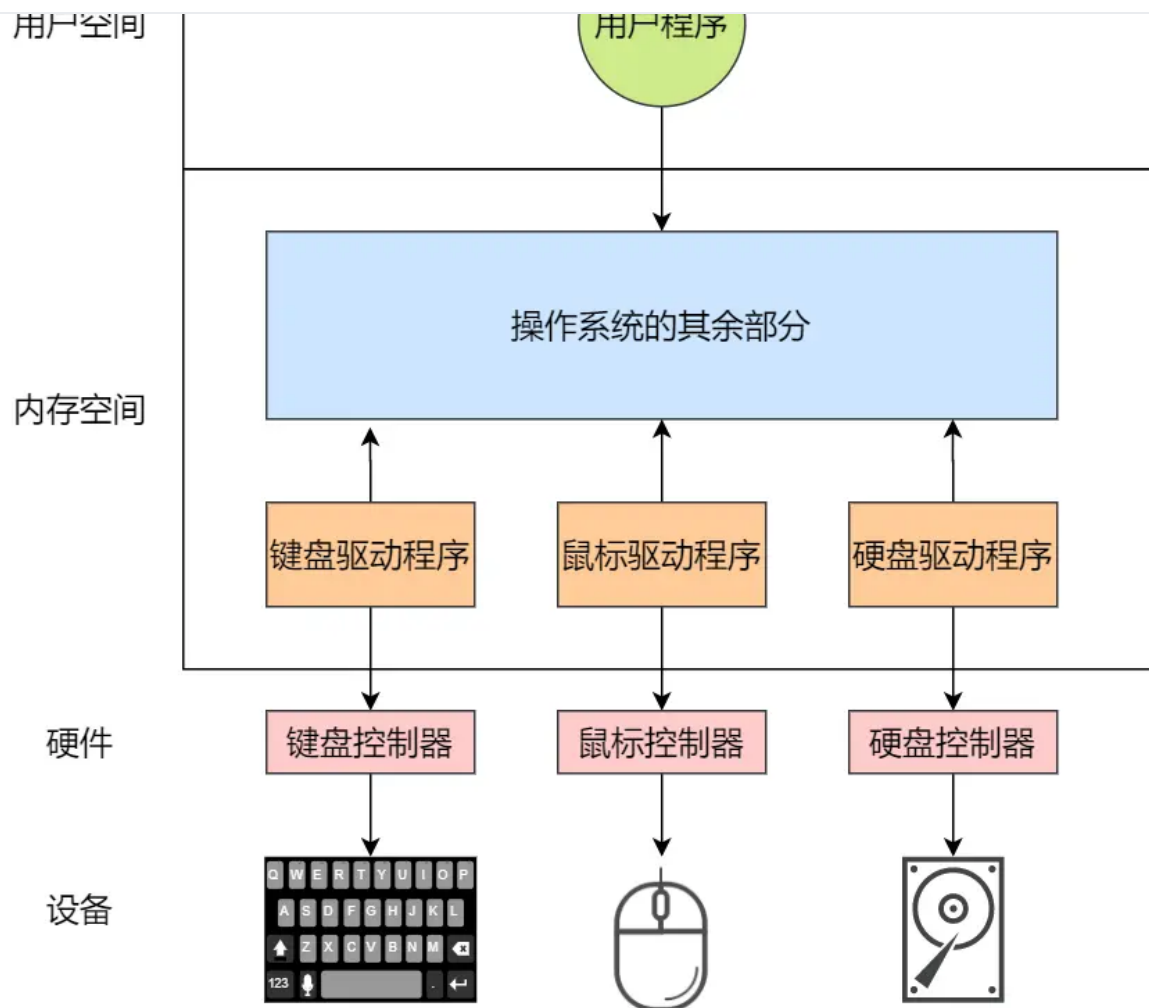 用户空间
用户程序
操作系统的其余部分
内存空间
键盘驱动程序
鼠标驱动程序
硬盘驱动程序
硬件
键盘控制器
鼠标控制器
硬盘控制器
设备
Q W E R T Y U I O P
A S D F G H J K L
Z X C V B N M
123 .